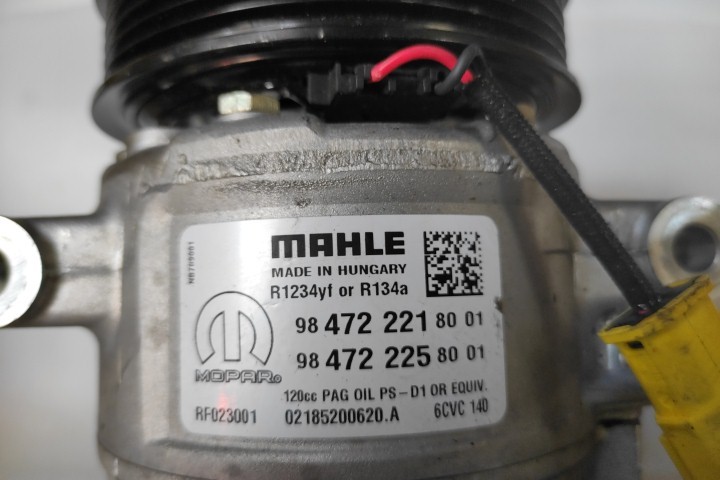 MAHLE
MADE IN HUNGARY
R1234yf or R134a
98 472 221 80 01
98 472 225 80 01
MOPAR®
120cc PAG OIL PS-D1 OR EQUIV.
RF023001 02185200620.A 6CVC 140